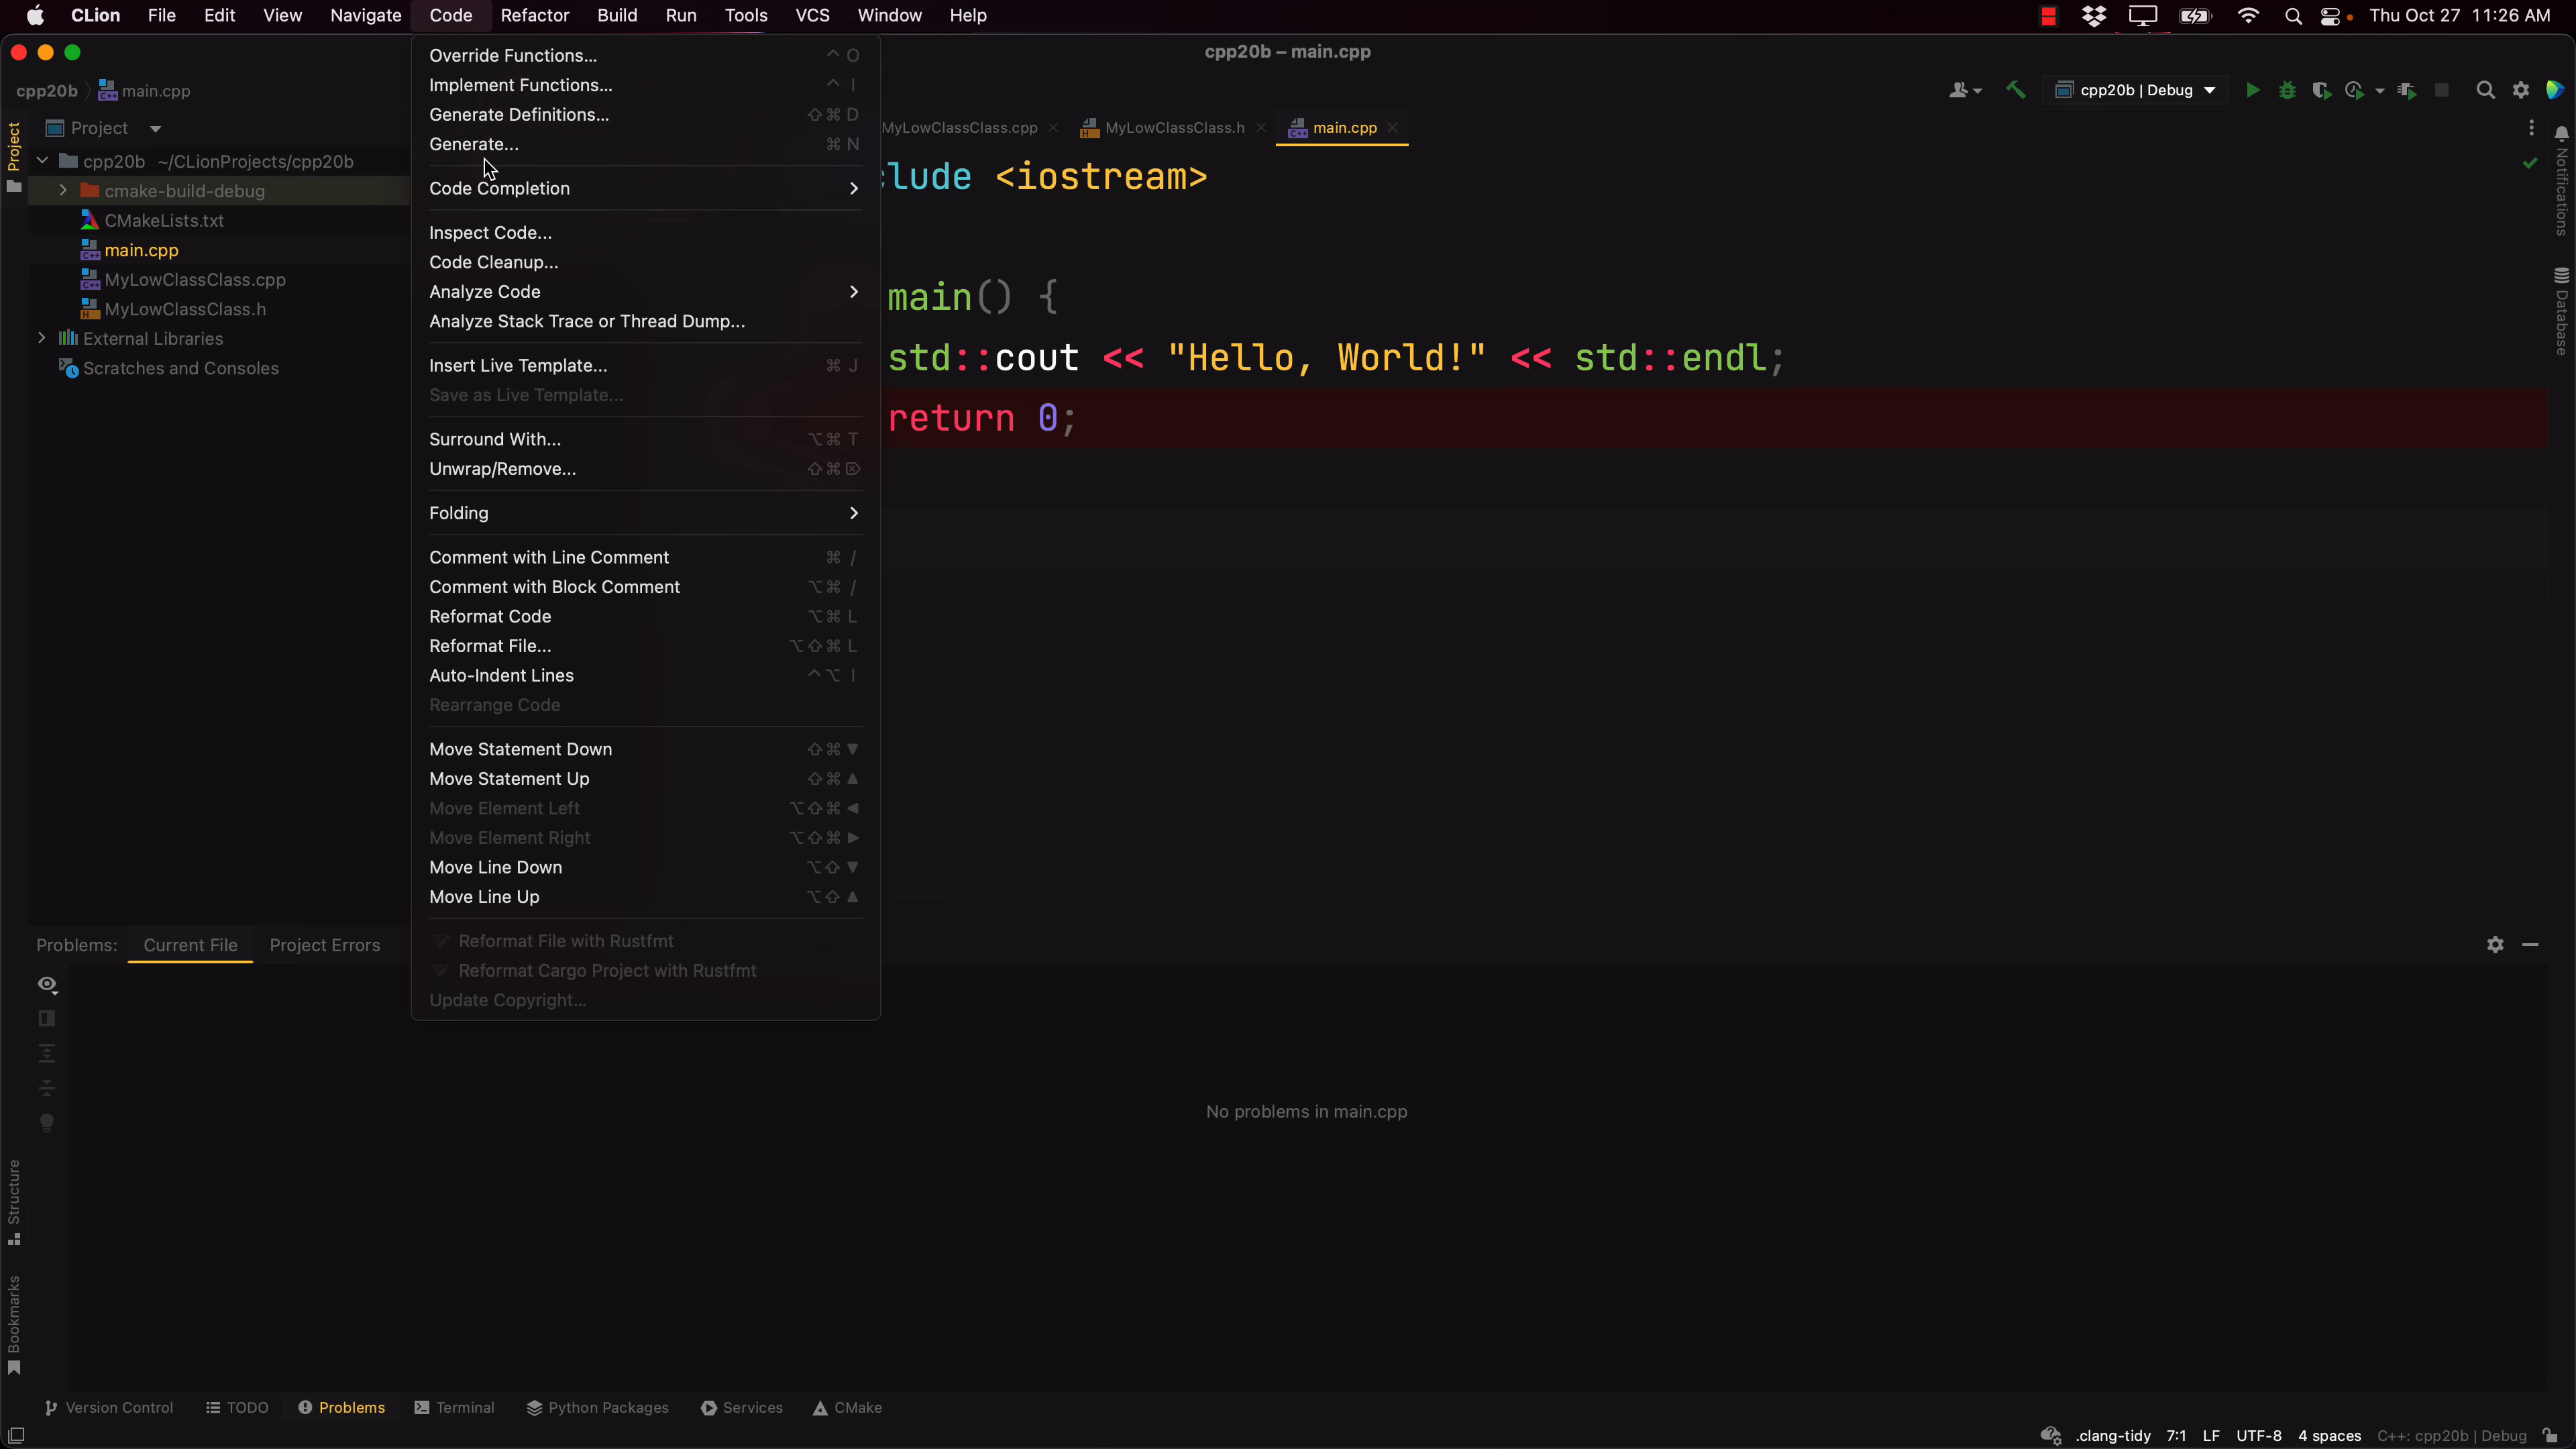 CLion File Edit View Navigate Code Refactor Build Run Tools VCS Window Help Thu Oct 27 11:26 AM
cpp20b – main.cpp
cpp20b main.cpp
cpp20b | Debug
Project
MyLowClassClass.cpp MyLowClassClass.h main.cpp
cpp20b ~/CLionProjects/cpp20b
cmake-build-debug
CMakeLists.txt
main.cpp
MyLowClassClass.cpp
MyLowClassClass.h
External Libraries
Scratches and Consoles
Override Functions... ^ O
Implement Functions... ^ I
Generate Definitions... ⇧⌘ D
Generate... ⌘ N
Code Completion
Inspect Code...
Code Cleanup...
Analyze Code
Analyze Stack Trace or Thread Dump...
Insert Live Template... ⌘ J
Save as Live Template...
Surround With... ⌥⌘ T
Unwrap/Remove... ⇧⌘⌦
Folding
Comment with Line Comment ⌘ /
Comment with Block Comment ⌥⌘ /
Reformat Code ⌥⌘ L
Reformat File... ⌥⇧⌘ L
Auto-Indent Lines ^⌥ I
Rearrange Code
Move Statement Down ⇧⌘▼
Move Statement Up ⇧⌘▲
Move Element Left ⌥⇧⌘◀
Move Element Right ⌥⇧⌘▶
Move Line Down ⌥⇧▼
Move Line Up ⌥⇧▲
Reformat File with Rustfmt
Reformat Cargo Project with Rustfmt
Update Copyright...
clude <iostream>
main() {
std::cout << "Hello, World!" << std::endl;
return 0;
Project
Structure
Bookmarks
Notifications
Database
Problems: Current File Project Errors
No problems in main.cpp
Version Control TODO Problems Terminal Python Packages Services CMake
.clang-tidy 7:1 LF UTF-8 4 spaces C++: cpp20b | Debug